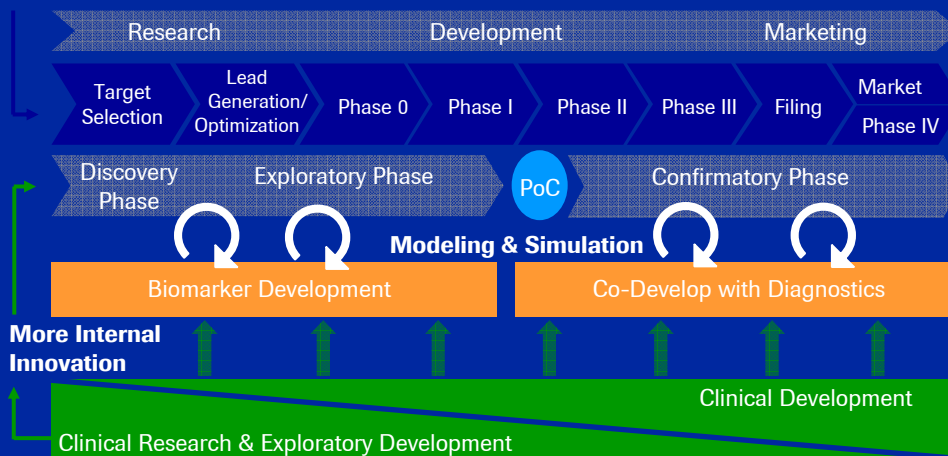 Research
Development
Marketing
Target
Selection
Lead
Generation/
Optimization
Phase 0
Phase I
Phase II
Phase III
Filing
Market
Phase IV
Discovery
Phase
Exploratory Phase
PoC
Confirmatory Phase
Modeling & Simulation
Biomarker Development
Co-Develop with Diagnostics
More Internal
Innovation
Clinical Development
Clinical Research & Exploratory Development